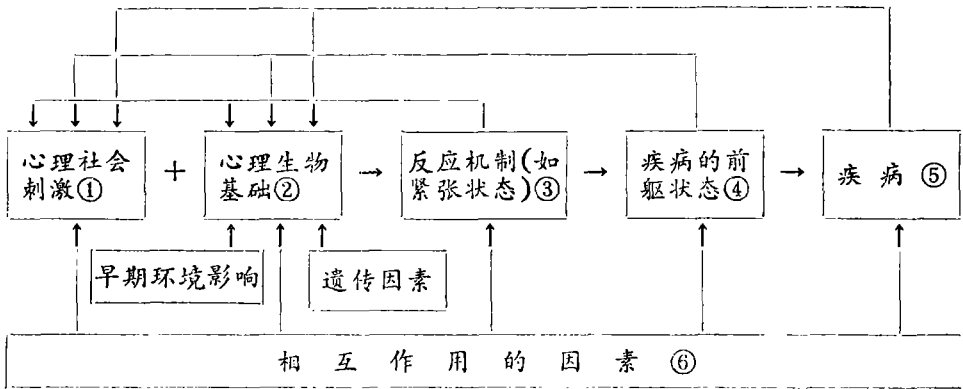 心理社会
刺激①
+
心理生物
基础②
→
反应机制(如
紧张状态)③
→
疾病的前
躯状态④
→
疾病⑤
早期环境影响
遗传因素
相互作用的因素⑥